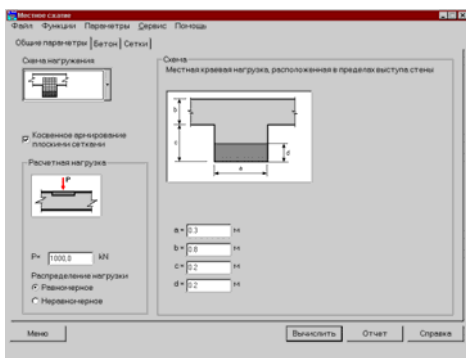 Местное сжатие
Файл Функции Параметры Сервис Помощь
Общие параметры Бетон Сетки
Схема нагружения
Косвенное армирование
плоскими сетками
Расчетная нагрузка
P
P= 1000,0 kN
Распределение нагрузки
Равномерное
Неравномерное
Схема
Местная краевая нагрузка, расположенная в пределах выступа стены
b
c
d
a
a = 0.3 м
b = 0.6 м
c = 0.2 м
d = 0.2 м
Меню Вычислить Отчет Справка